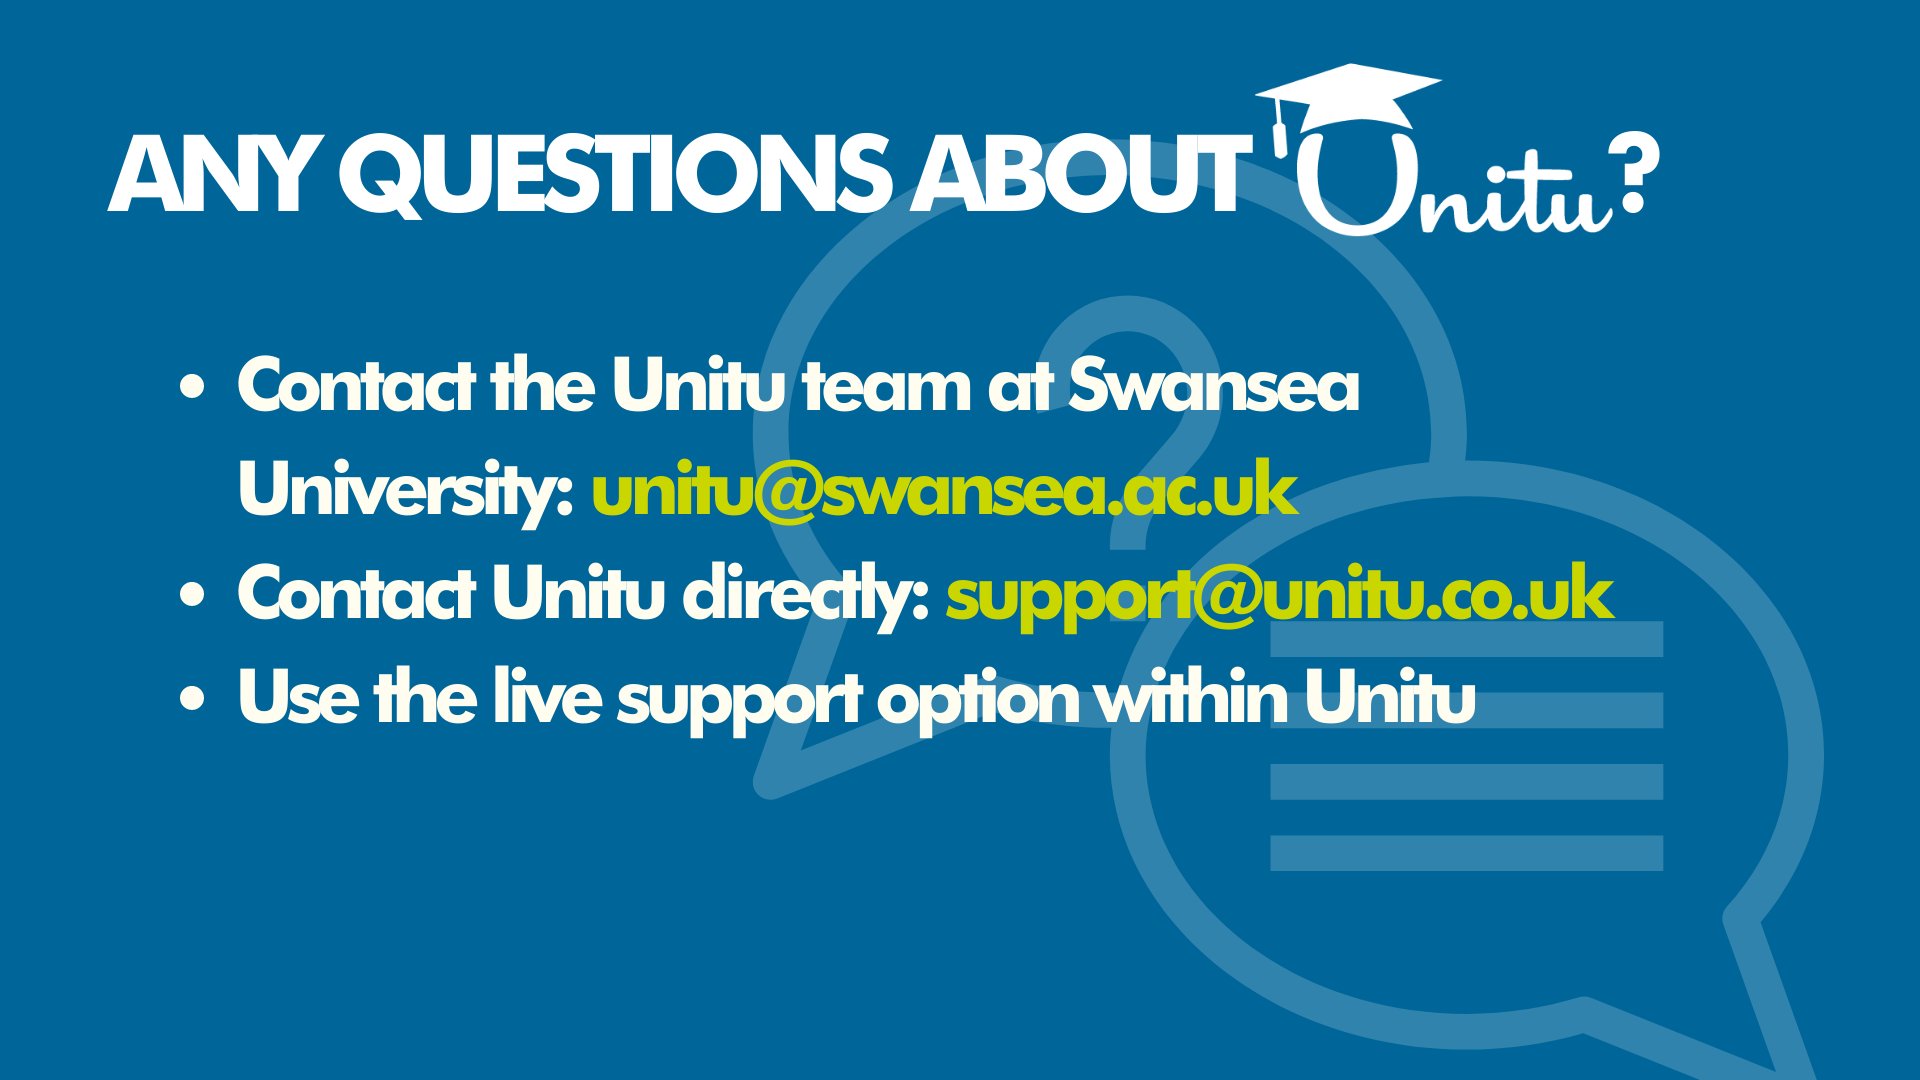 ANY QUESTIONS ABOUT Unitu?
• Contact the Unitu team at Swansea
University: unitu@swansea.ac.uk
• Contact Unitu directly: support@unitu.co.uk
• Use the live support option within Unitu